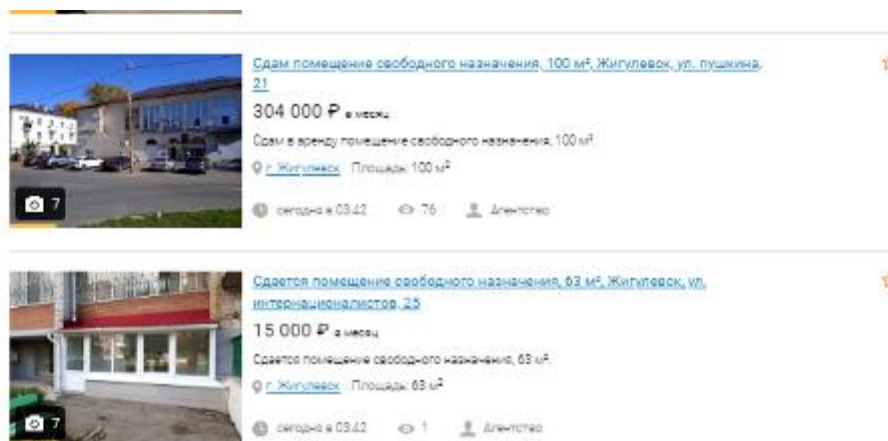 Сдам помещение свободного назначения, 100 м², Жигулевск, ул. пушкина,
21
304 000 ₽ в месяц
Сдам в аренду помещение свободного назначения, 100 м².
г. Жигулевск Площадь: 100 м²
7
сегодня в 03:42 76 Агентство
Сдается помещение свободного назначения, 63 м², Жигулевск, ул.
интернационалистов, 25
15 000 ₽ в месяц
Сдается помещение свободного назначения, 63 м².
г. Жигулевск Площадь: 63 м²
7
сегодня в 03:42 1 Агентство